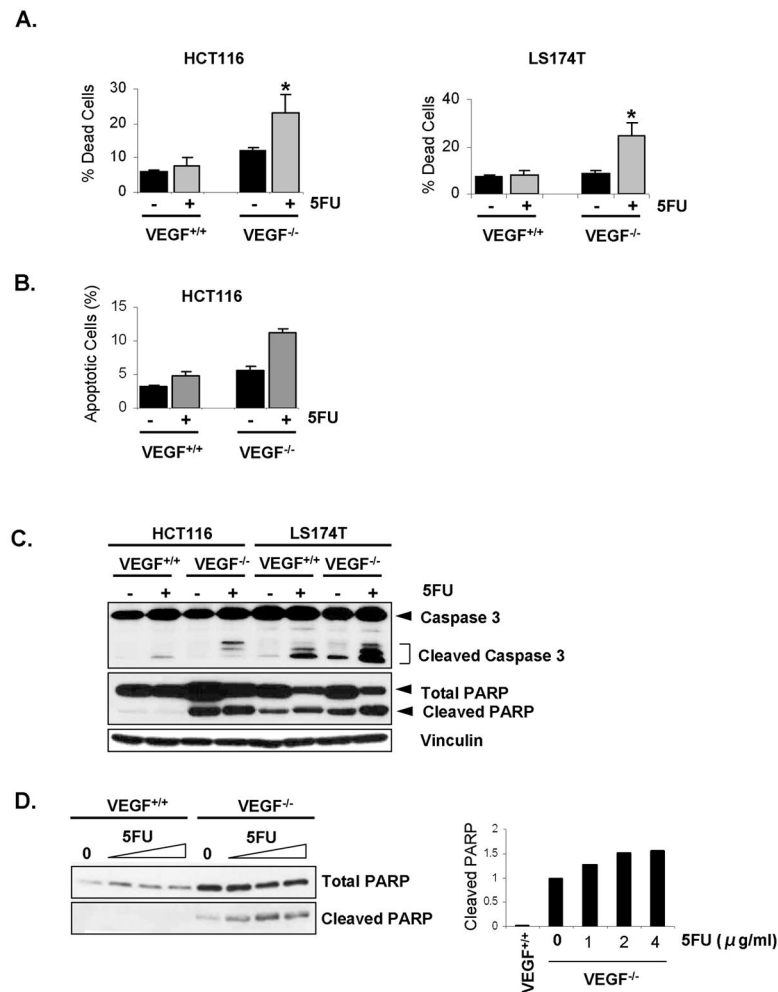 A.
HCT116
% Dead Cells
30
20
10
0
- + - + 5FU
VEGF+/+ VEGF-/-
*
LS174T
% Dead Cells
40
20
0
- + - + 5FU
VEGF+/+ VEGF-/-
*
B.
HCT116
Apoptotic Cells (%)
15
10
5
0
- + - + 5FU
VEGF+/+ VEGF-/-
C.
HCT116 LS174T
VEGF+/+ VEGF-/- VEGF+/+ VEGF-/-
- + - + - + - + 5FU
Caspase 3
Cleaved Caspase 3
Total PARP
Cleaved PARP
Vinculin
D.
VEGF+/+ VEGF-/-
0 5FU 0 5FU
Total PARP
Cleaved PARP
Cleaved PARP
2
1.5
1
0.5
0
VEGF+/+ 0 1 2 4 5FU (μg/ml)
VEGF-/-